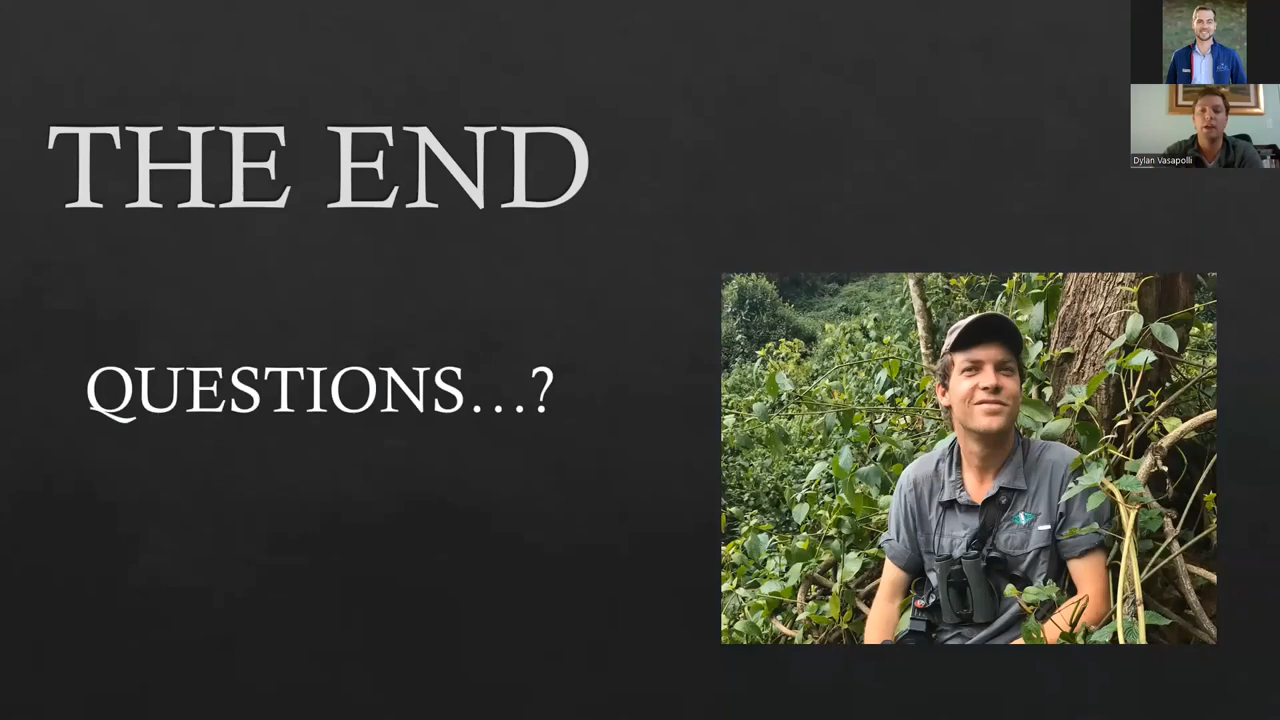 THE END
QUESTIONS...?
Dylan Vasapolli